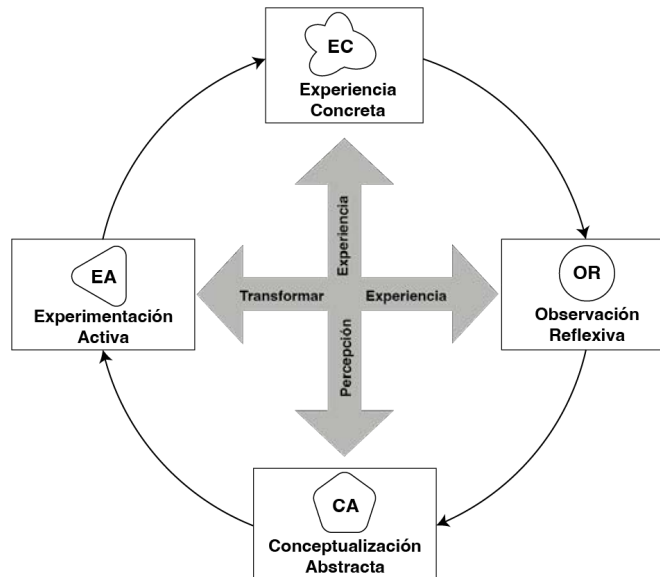 EC
Experiencia
Concreta
EA
Experimentación
Activa
Transformar
Experiencia
Experiencia
Percepción
OR
Observación
Reflexiva
CA
Conceptualización
Abstracta